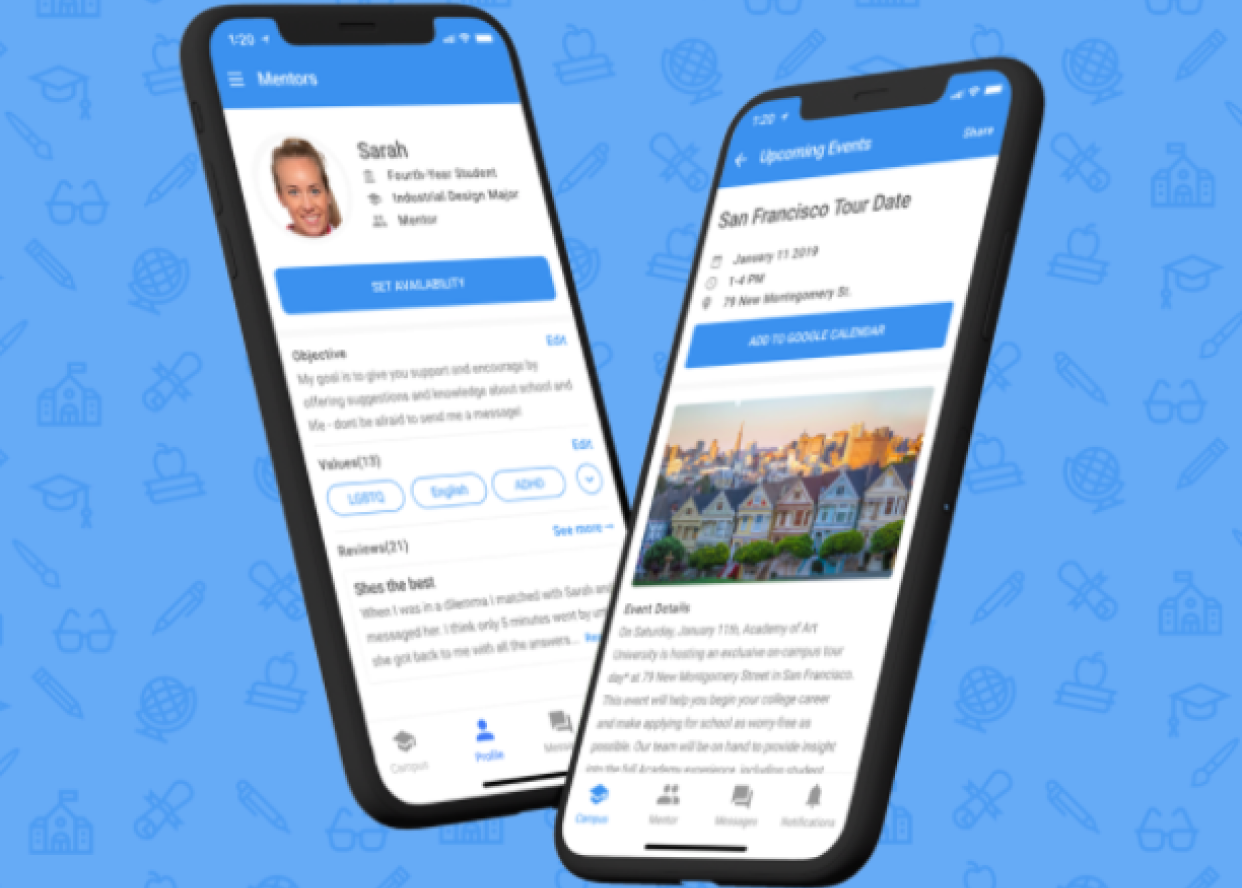 1:20
Mentors
Sarah
Fourth-Year Student
Industrial Design Major
Mentor
SET AVAILABILITY
Objective
Edit
My goal is to give you support and encourage by
offering suggestions and knowledge about school and
life - dont be afraid to send me a message!
Values(13)
Edit
LGBTQ
English
ADHD
Reviews(21)
See more
Shes the best
When I was in a dilemma I matched with Sarah and
messaged her. I think only 5 minutes went by
she got back to me with all the answers...
Campus
Profile
1:20
Upcoming Events
Share
San Francisco Tour Date
January 11 2019
1-4 PM
79 New Montgomery St.
ADD TO GOOGLE CALENDAR
Event Details
On Saturday, January 11th, Academy of Art
University is hosting an exclusive on-campus tour
day* at 79 New Montgomery Street in San Francisco.
This event will help you begin your college career
and make applying for school as worry-free as
possible. Our team will be on hand to provide insight
into the full Academy experience, including student
Campus
Mentor
Messages
Notifications